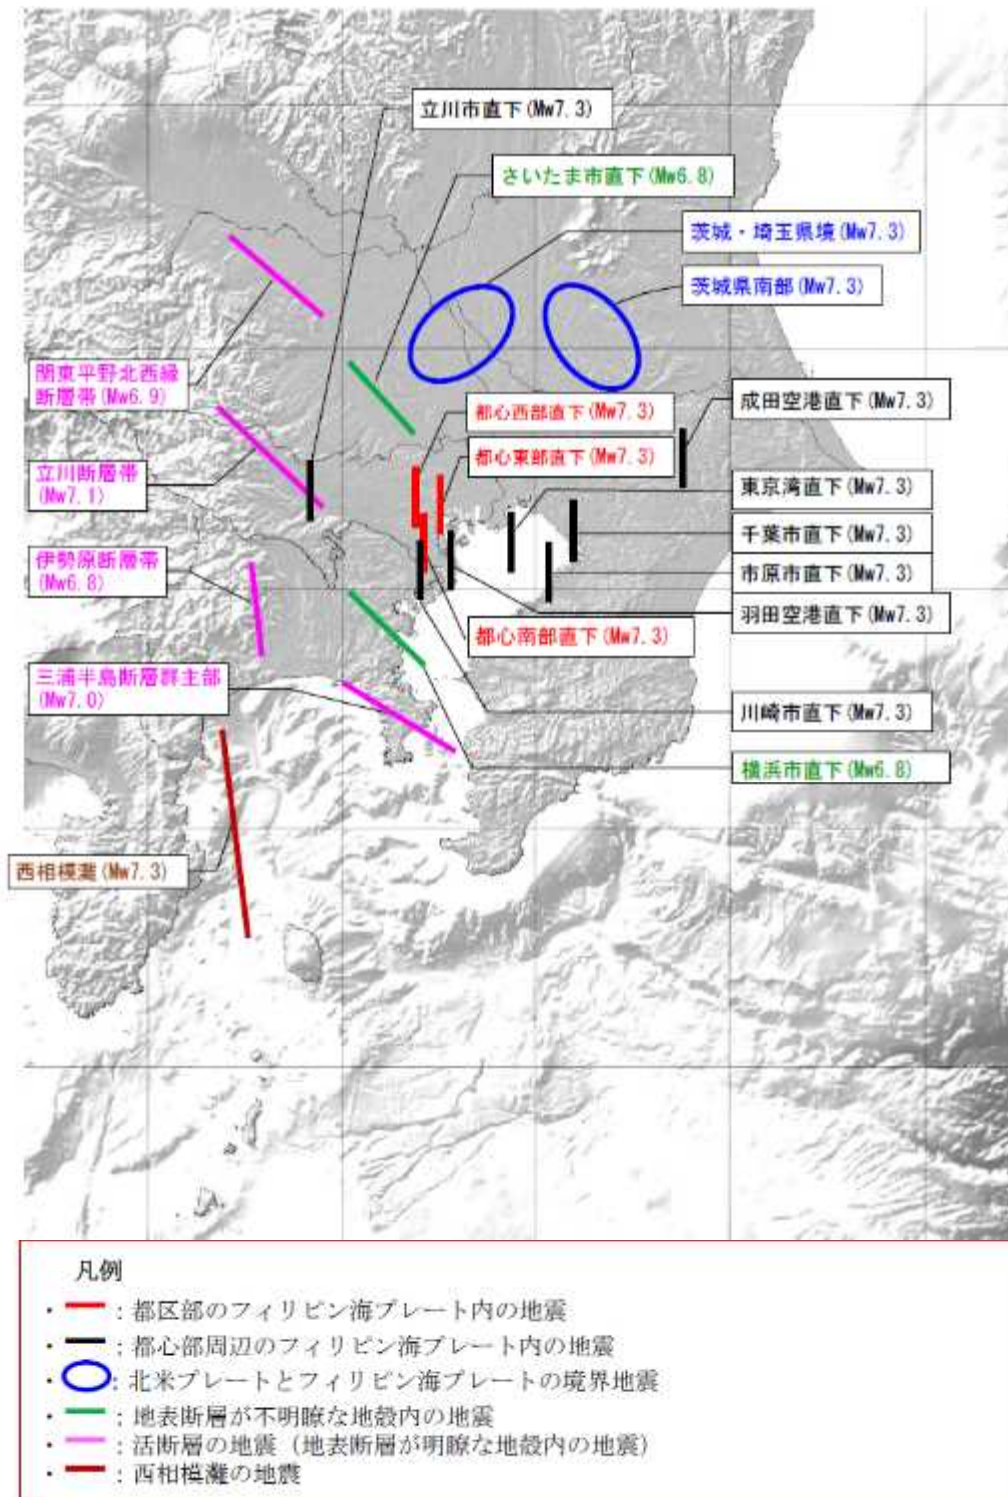 立川市直下(Mw7.3)
さいたま市直下(Mw6.8)
茨城・埼玉県境(Mw7.3)
茨城県南部(Mw7.3)
関東平野北西縁
断層帯(Mw6.9)
都心西部直下(Mw7.3)
成田空港直下(Mw7.3)
都心東部直下(Mw7.3)
立川断層帯
(Mw7.1)
東京湾直下(Mw7.3)
千葉市直下(Mw7.3)
伊勢原断層帯
(Mw6.8)
市原市直下(Mw7.3)
羽田空港直下(Mw7.3)
都心南部直下(Mw7.3)
三浦半島断層群主部
(Mw7.0)
川崎市直下(Mw7.3)
横浜市直下(Mw6.8)
西相模灘(Mw7.3)
凡例
・ : 都区部のフィリピン海プレート内の地震
・ : 都心部周辺のフィリピン海プレート内の地震
・ : 北米プレートとフィリピン海プレートの境界地震
・ : 地表断層が不明瞭な地殻内の地震
・ : 活断層の地震（地表断層が明瞭な地殻内の地震）
・ : 西相模灘の地震